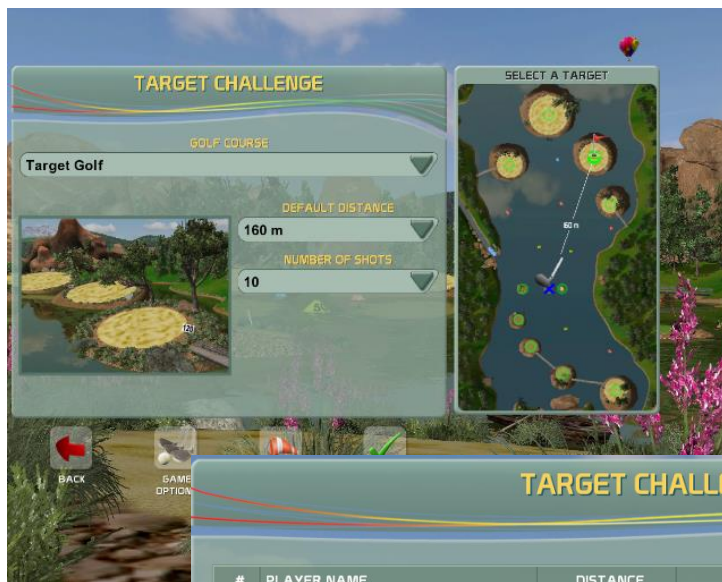 TARGET CHALLENGE
GOLF COURSE
Target Golf
DEFAULT DISTANCE
160 m
NUMBER OF SHOTS
10
SELECT A TARGET
BACK
GAME
OPTION
TARGET CHALL
# PLAYER NAME DISTANCE